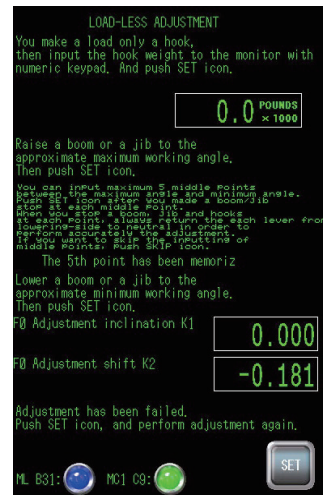 LOAD-LESS ADJUSTMENT
You make a load only a hook,
then input the hook weight to the monitor with
numeric keypad. And push SET icon.
0.0 POUNDS
× 1000
Raise a boom or a jib to the
approximate maximum working angle.
Then push SET icon.
You can input maximum 5 middle points
between the maximum angle and minimum angle.
Push SET icon after you made a boom/Jib
stop at each middle point.
When you stop a boom, Jib and hooks
at each Point, always return the each lever fro
lowering-side to neutral in order to
Perform accurately the adjustment.
If you want to skip the inputting of
middle Points, Push SKIP icon.
The 5th point has been memoriz
Lower a boom or a jib to the
approximate minimum working angle.
Then push SET icon.
F0 Adjustment inclination K1
0.000
F0 Adjustment shift K2
-0.181
Adjustment has been failed.
Push SET icon, and perform adjustment again.
ML B31: MC1 C9: SET